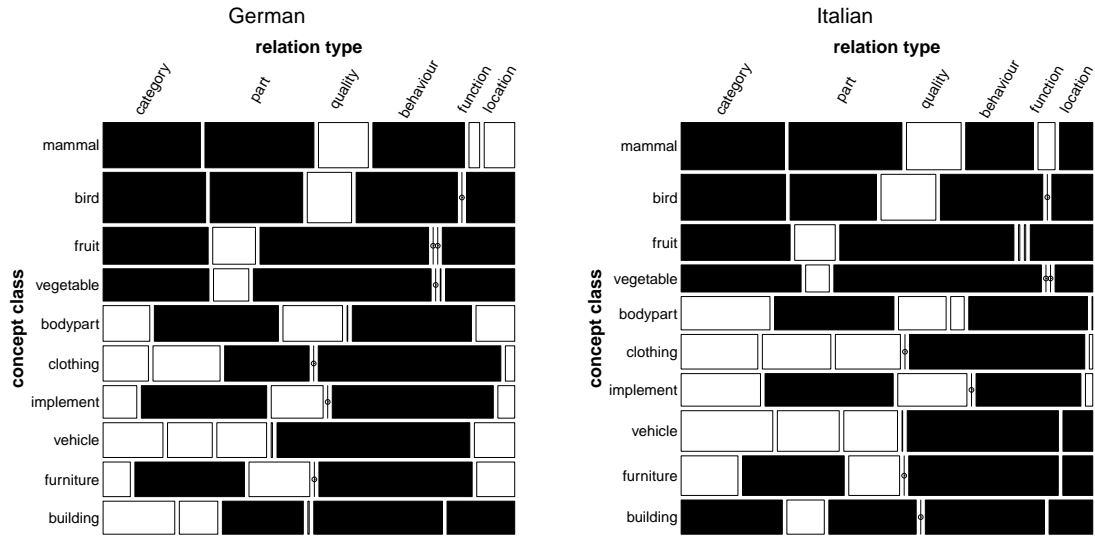 German
relation type
category part quality behaviour function location
concept class
mammal
bird
fruit
vegetable
bodypart
clothing
implement
vehicle
furniture
building
Italian
relation type
category part quality behaviour function location
concept class
mammal
bird
fruit
vegetable
bodypart
clothing
implement
vehicle
furniture
building